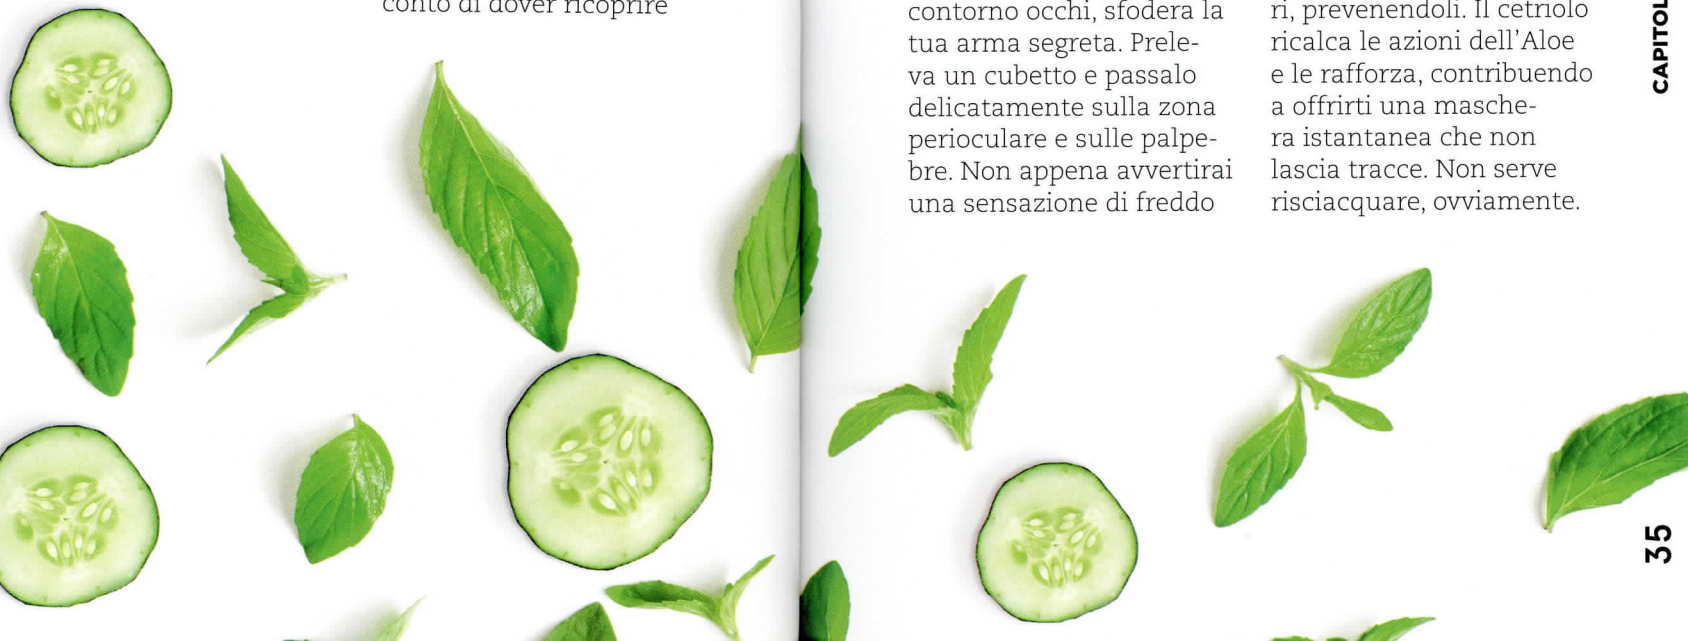 conto di dover ricoprire
contorno occhi, sfodera la
tua arma segreta. Prele-
va un cubetto e passalo
delicatamente sulla zona
perioculare e sulle palpe-
bre. Non appena avvertirai
una sensazione di freddo
ri, prevenendoli. Il cetriolo
ricalca le azioni dell'Aloe
e le rafforza, contribuendo
a offrirti una masche-
ra istantanea che non
lascia tracce. Non serve
risciacquare, ovviamente.
CAPITOL
35